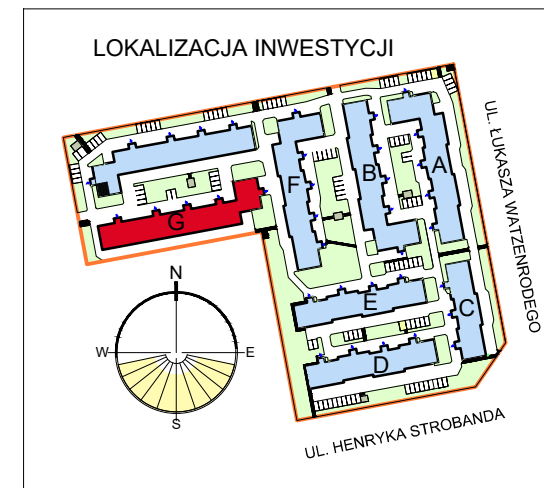 LOKALIZACJA INWESTYCJI
A
B
F
G
E
C
D
UL. ŁUKASZA WATZENRODEGO
UL. HENRYKA STROBANDA
N
W
E
S